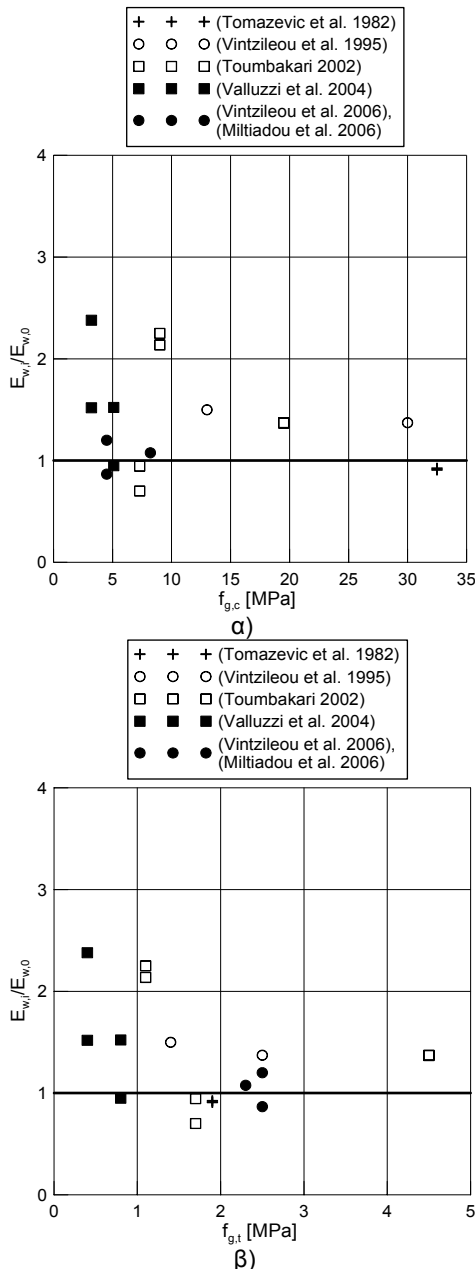 (Tomazevic et al. 1982)
(Vintzileou et al. 1995)
(Toumbakari 2002)
(Valluzzi et al. 2004)
(Vintzileou et al. 2006),
(Miltiadou et al. 2006)
4
3
2
1
0
E_w,i/E_w,0
0 5 10 15 20 25 30 35
f_g,c [MPa]
α)
(Tomazevic et al. 1982)
(Vintzileou et al. 1995)
(Toumbakari 2002)
(Valluzzi et al. 2004)
(Vintzileou et al. 2006),
(Miltiadou et al. 2006)
4
3
2
1
0
E_w,i/E_w,0
0 1 2 3 4 5
f_g,t [MPa]
β)